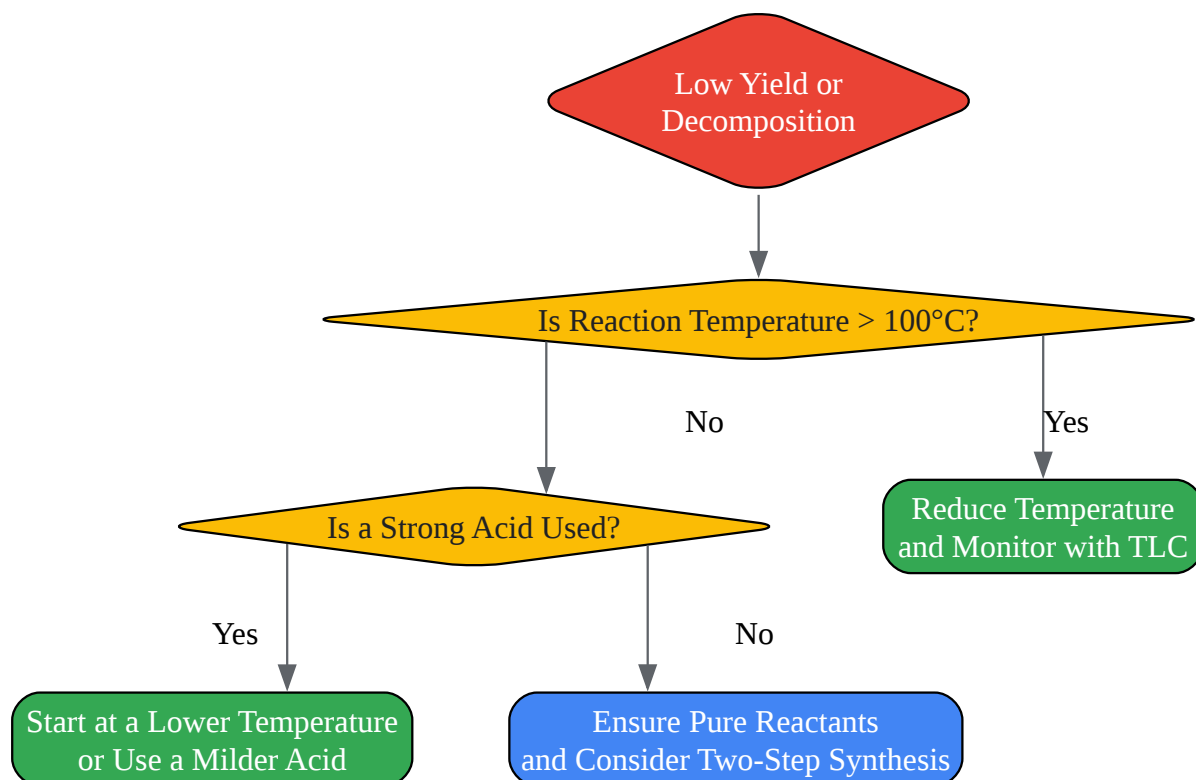 Low Yield or
Decomposition
Is Reaction Temperature > 100°C?
No
Yes
Is a Strong Acid Used?
Reduce Temperature
and Monitor with TLC
Yes
No
Start at a Lower Temperature
or Use a Milder Acid
Ensure Pure Reactants
and Consider Two-Step Synthesis